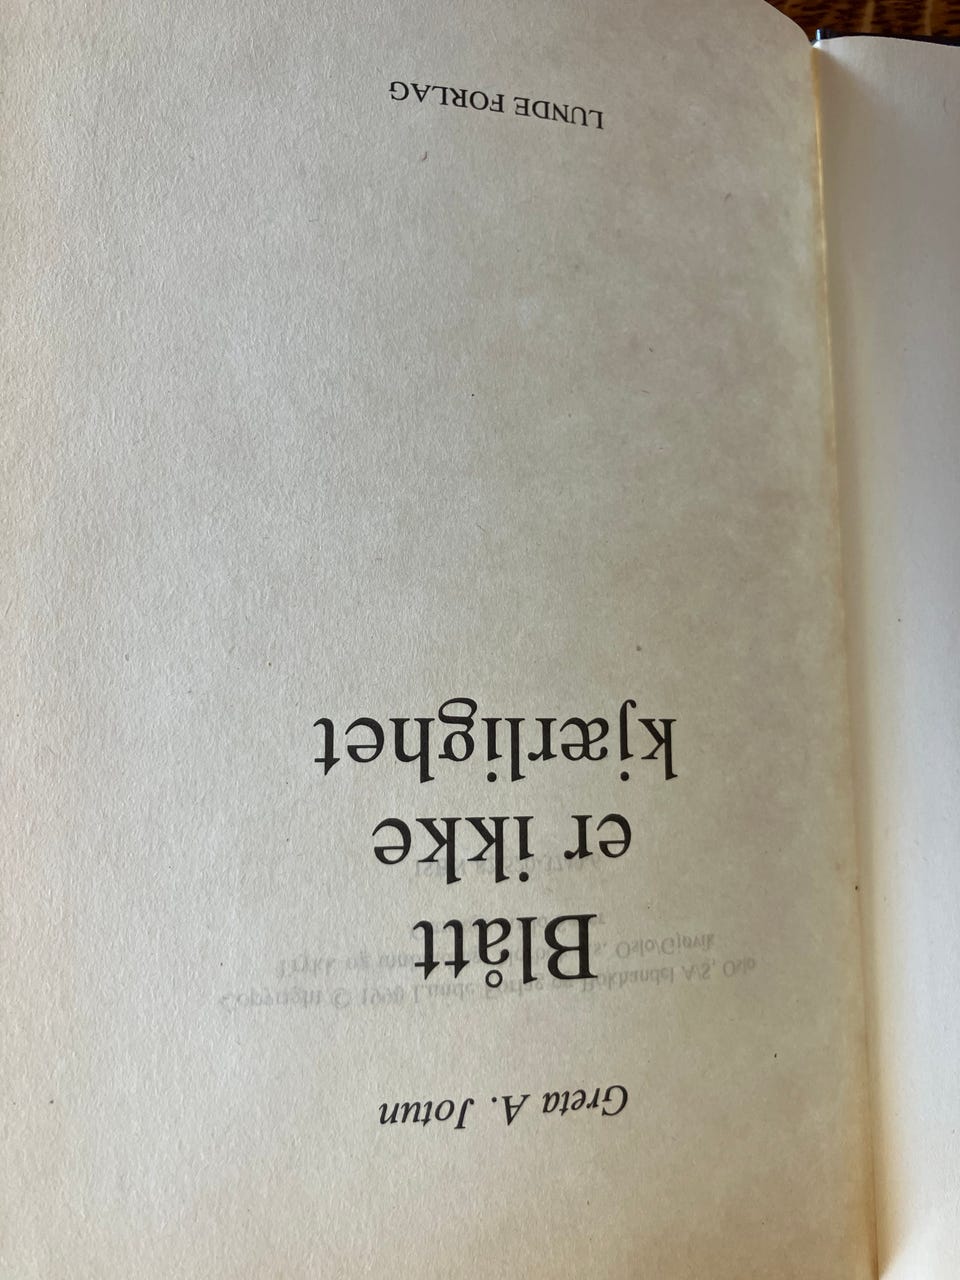 Greta A. Jotun
Blått
er ikke
kjærlighet
LUNDE FORLAG